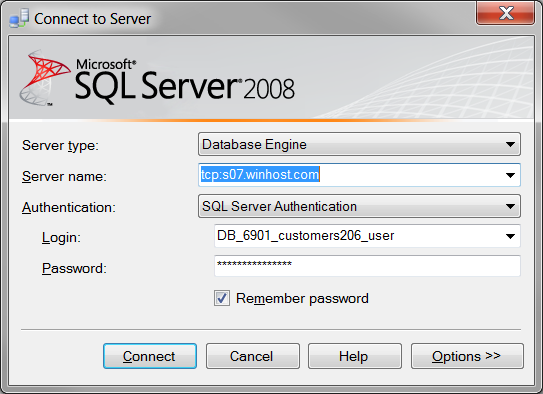 Connect to Server
Microsoft®
SQL Server® 2008
Server type: Database Engine
Server name: tcp:s07.winhost.com
Authentication: SQL Server Authentication
Login: DB_6901_customers206_user
Password: ***************
Remember password
Connect Cancel Help Options >>